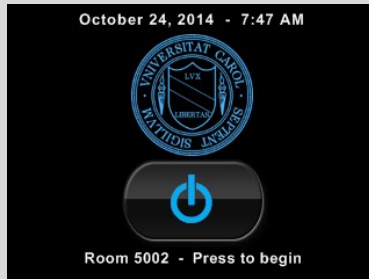 October 24, 2014 - 7:47 AM
SIGILLVM · VNIVERSITAT CAROL · SEPTENT
LVX
LIBERTAS
Room 5002 - Press to begin